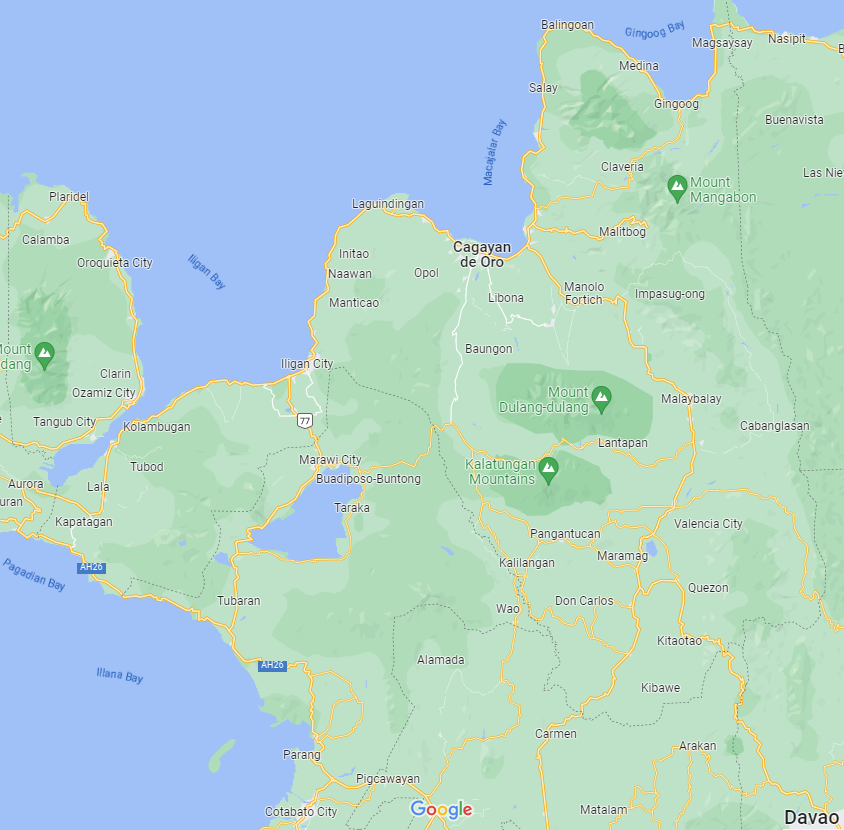 Balingoan
Gingoog Bay
Magsaysay
Nasipit
B
Medina
Salay
Gingoog
Buenavista
Macajalar Bay
Claveria
Las Nie
Mount
Mangabon
Plaridel
Laguindingan
Malitbog
Calamba
Cagayan
de Oro
Initao
Oroquieta City
Iligan Bay
Naawan
Opol
Manolo
Fortich
Impasug-ong
Manticao
Libona
ount
dang
Baungon
Iligan City
Clarin
Ozamiz City
Mount
Dulang-dulang
Malaybalay
Tangub City
Kolambugan
77
Cabanglasan
Lantapan
Marawi City
Kalatungan
Mountains
Tubod
Buadiposo-Buntong
Aurora
Lala
uran
Taraka
Kapatagan
Valencia City
Pangantucan
Maramag
AH26
Kalilangan
Pagadian Bay
Quezon
Tubaran
Don Carlos
Wao
Kitaotao
Alamada
AH26
Illana Bay
Kibawe
Carmen
Arakan
Parang
Pigcawayan
Cotabato City
Google
Matalam
Davao